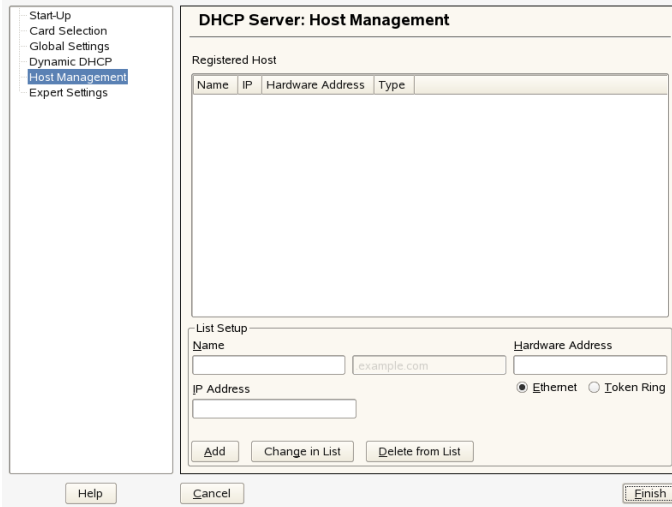 Start-Up
Card Selection
Global Settings
Dynamic DHCP
Host Management
Expert Settings
DHCP Server: Host Management
Registered Host
Name IP Hardware Address Type
List Setup
Name
Hardware Address
example.com
IP Address
Ethernet Token Ring
Add Change in List Delete from List
Help Cancel Finish